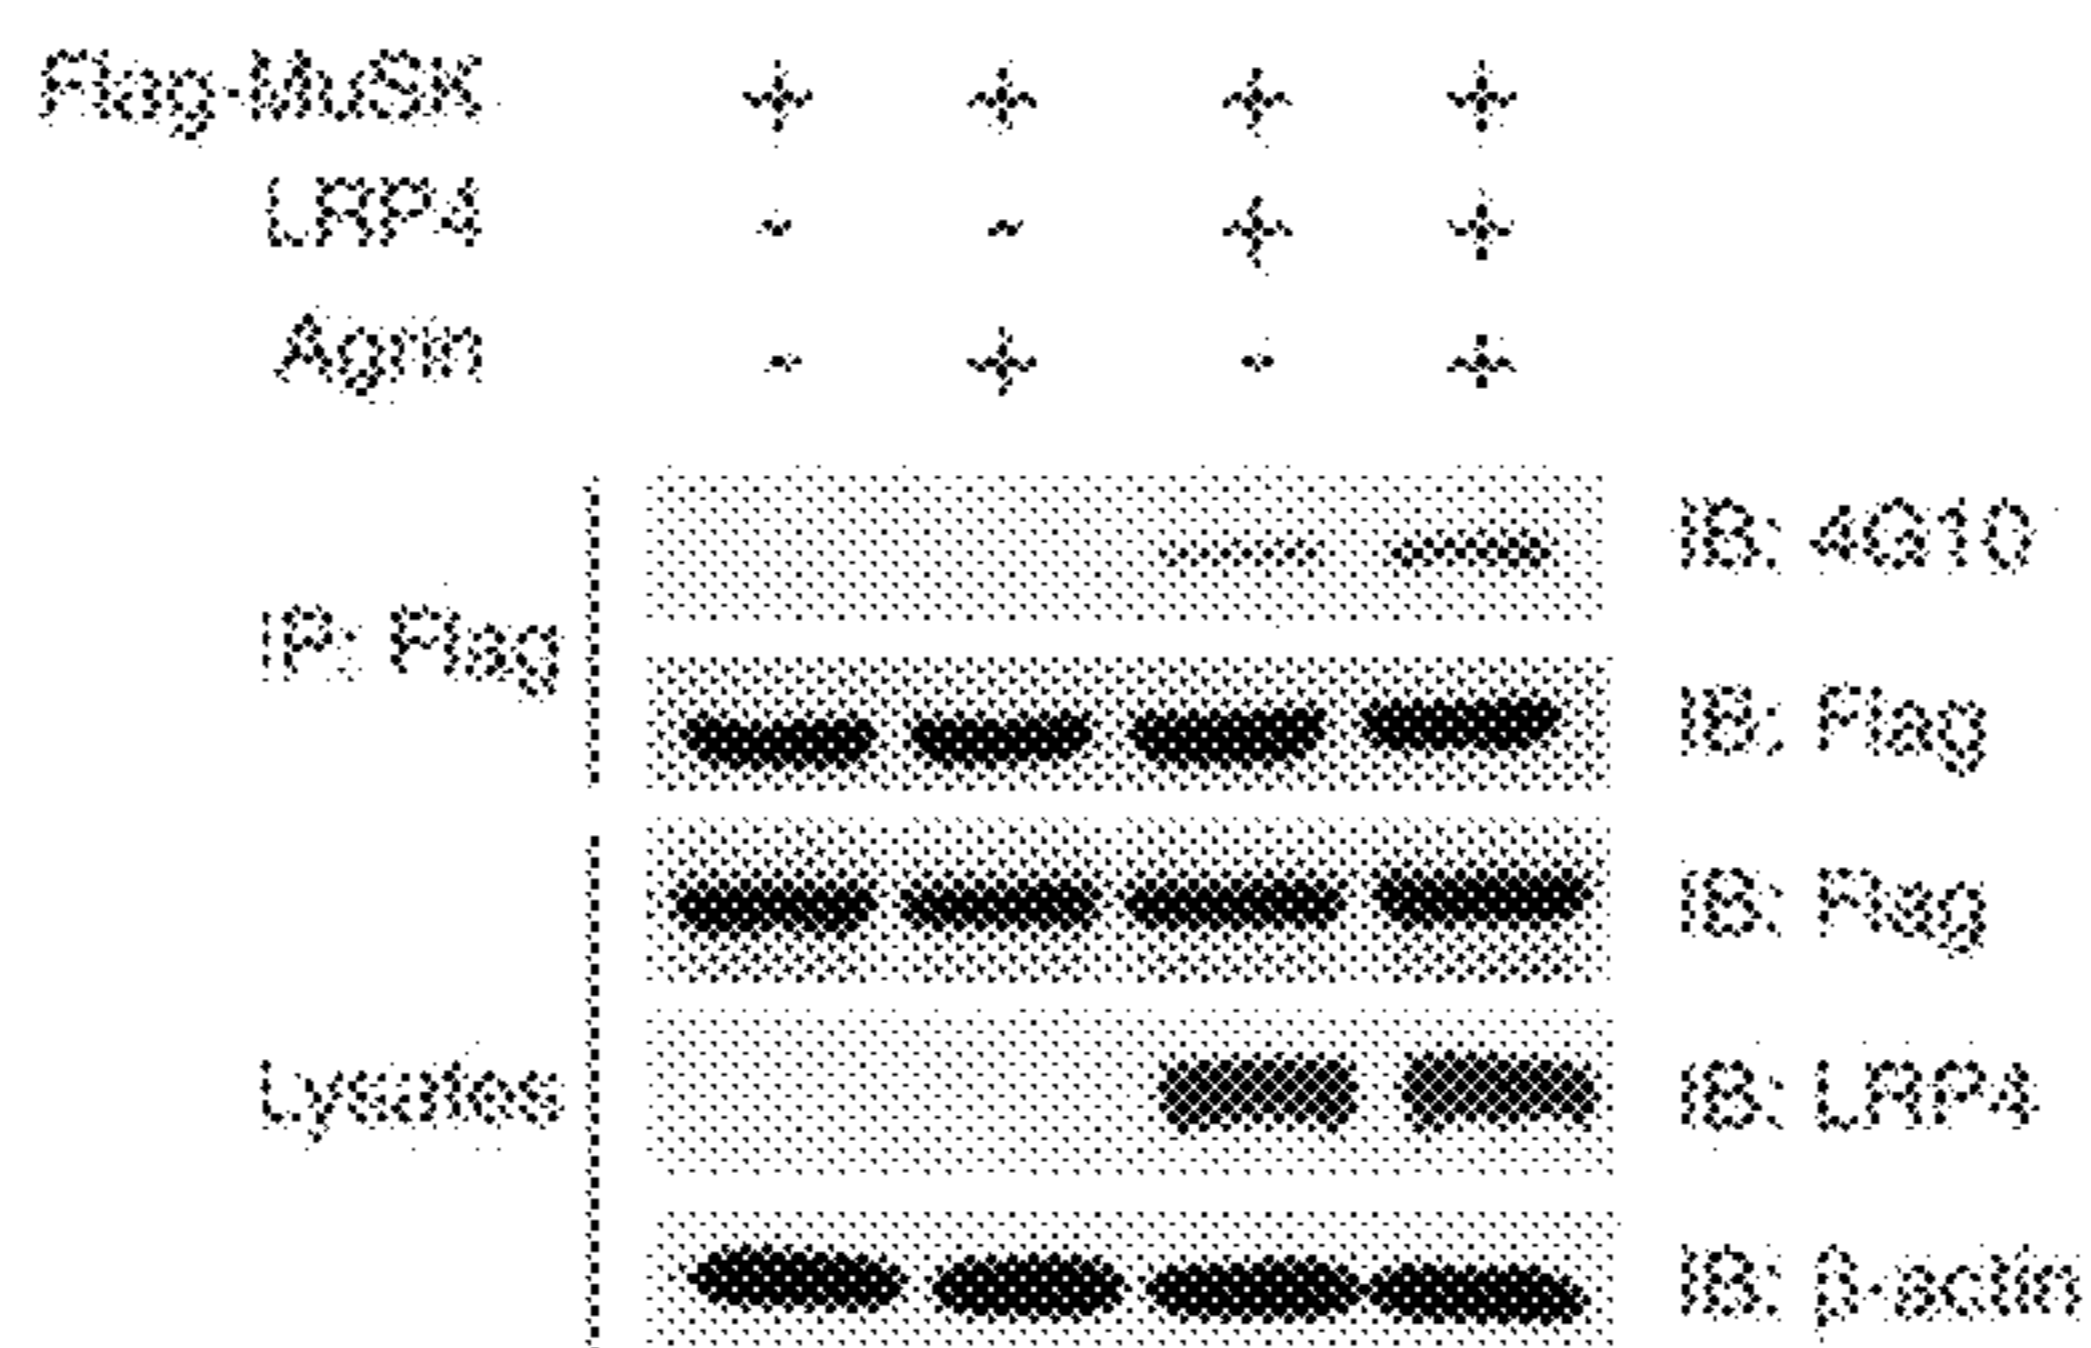 Flag-MuSK + + + +
LRP4 - - + +
Agrin - + - +
IB: 4G10
IP: Flag
IB: Flag
IB: Flag
Lysates
IB: LRP4
IB: β-actin